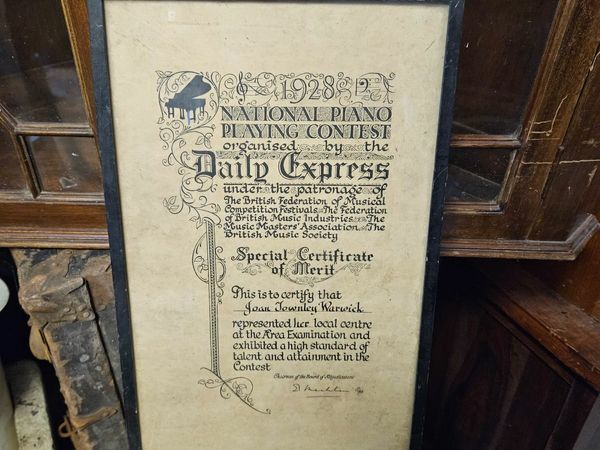 1928
NATIONAL PIANO
PLAYING CONTEST
organised by the
Daily Express
under the patronage of
The British Federation of Musical
Competition Festivals The Federation
of British Music Industries The
Music Masters' Association The
British Music Society
Special Certificate
of Merit
This is to certify that
Joan Townley Warwick
represented her local centre
at the Area Examination and
exhibited a high standard of
talent and attainment in the
Contest
Chairman of the Board of Adjudicators